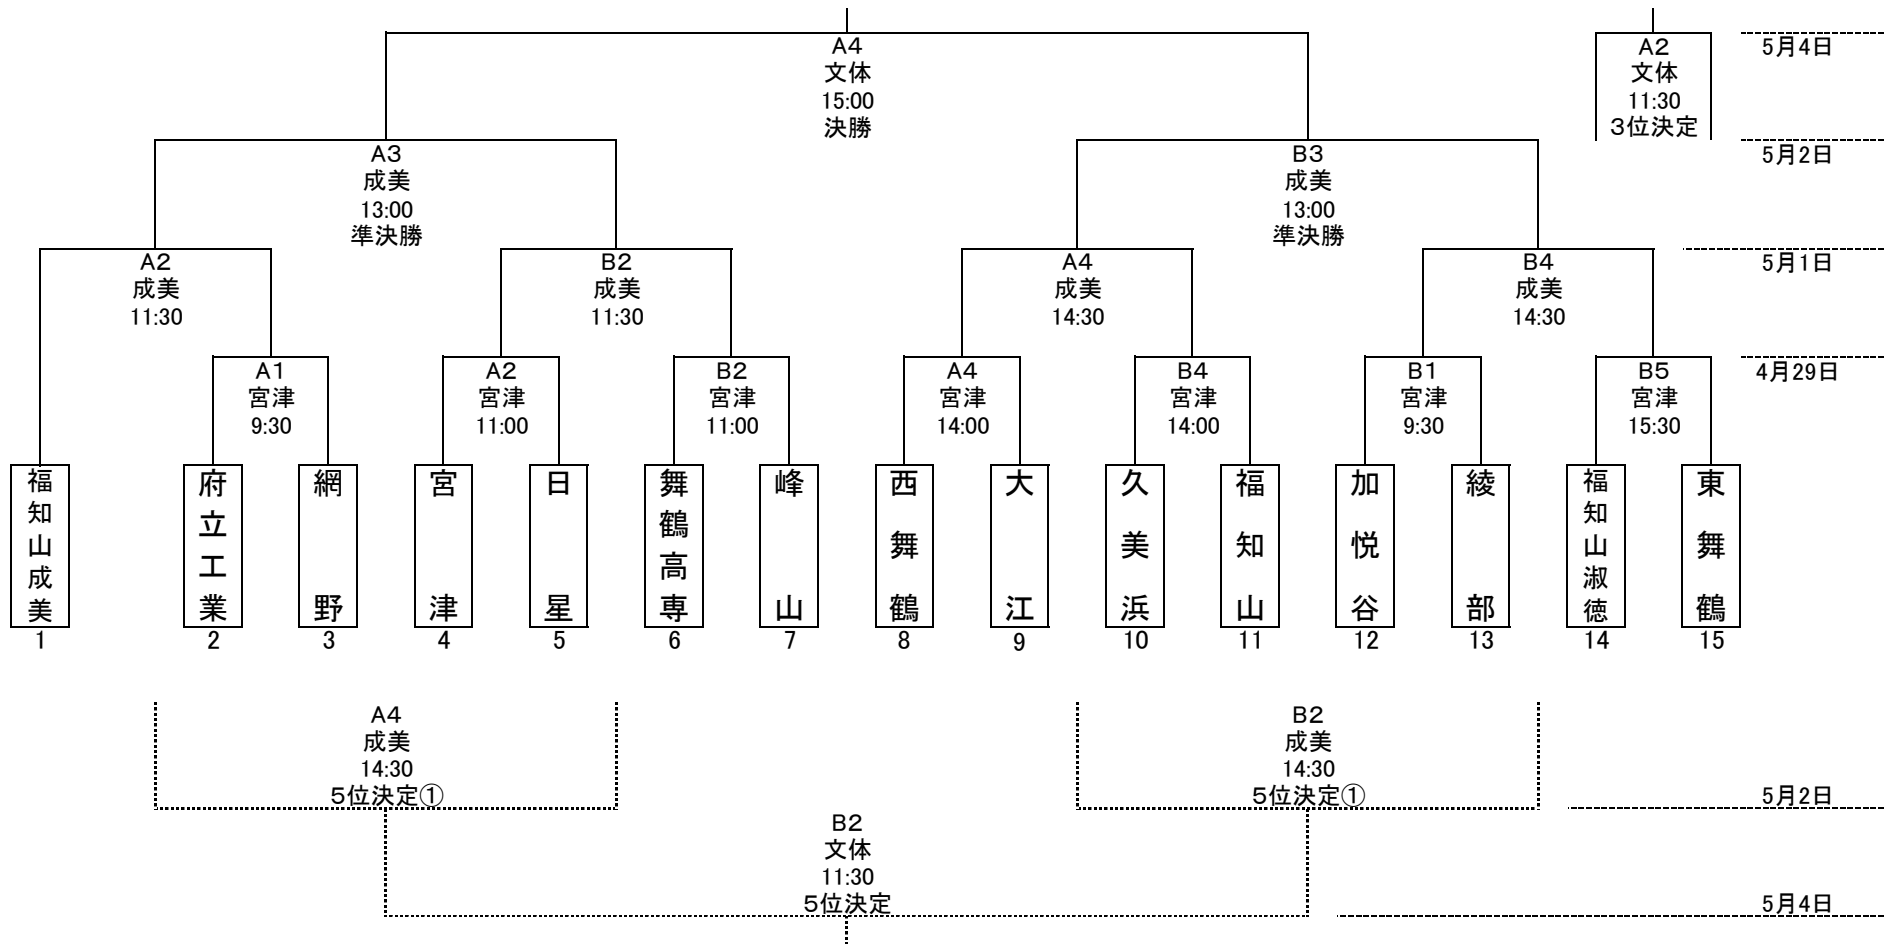 A4
文体
15:00
決勝
A2
文体
11:30
3位決定
5月4日
A3
成美
13:00
準決勝
B3
成美
13:00
準決勝
5月2日
A2
成美
11:30
B2
成美
11:30
A4
成美
14:30
B4
成美
14:30
5月1日
A1
宮津
9:30
A2
宮津
11:00
B2
宮津
11:00
A4
宮津
14:00
B4
宮津
14:00
B1
宮津
9:30
B5
宮津
15:30
4月29日
福知山成美
府立工業
網野
宮津
日星
舞鶴高専
峰山
西舞鶴
大江
久美浜
福知山
加悦谷
綾部
福知山淑徳
東舞鶴
1
2
3
4
5
6
7
8
9
10
11
12
13
14
15
A4
成美
14:30
5位決定①
B2
成美
14:30
5位決定①
5月2日
B2
文体
11:30
5位決定
5月4日